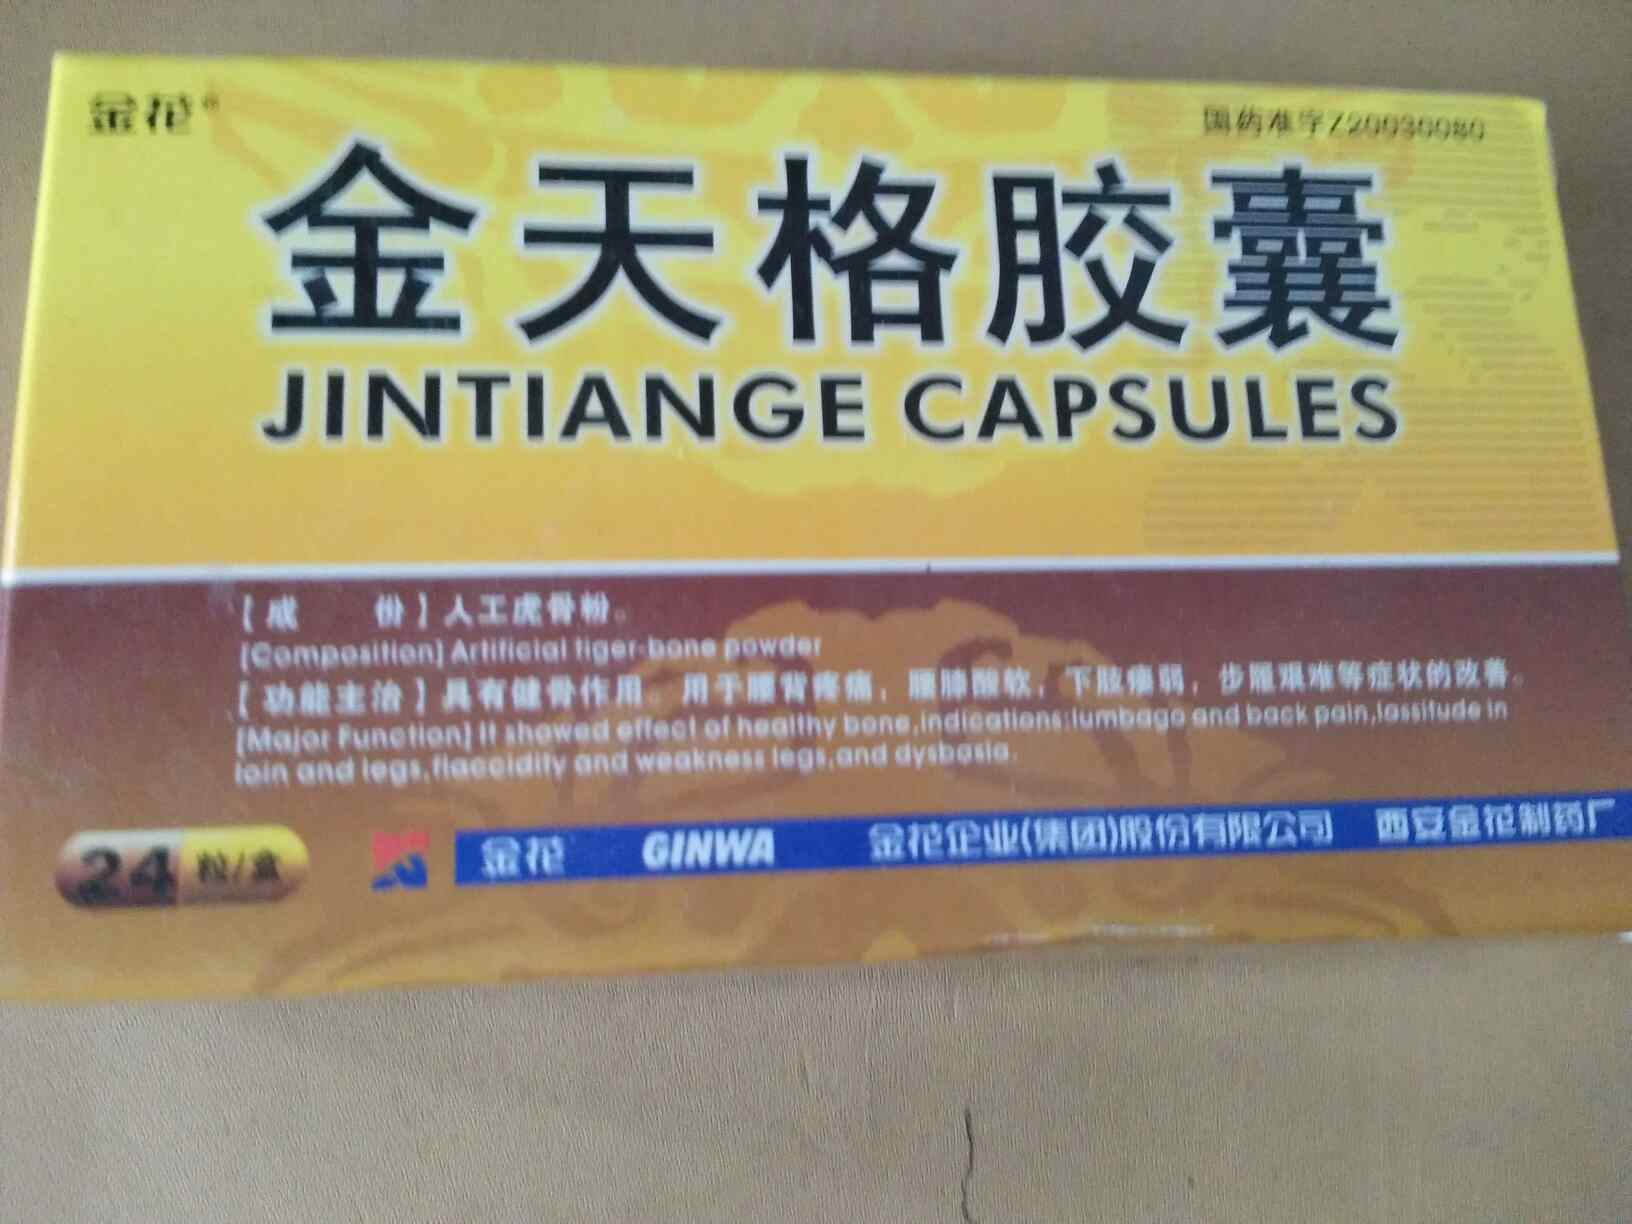 金花®
国药准字Z20030080
金天格胶囊
JINTIANGE CAPSULES
[成 份] 人工虎骨粉。
[Composition] Artificial tiger-bone powder
[功能主治] 具有健骨作用。用于腰背疼痛，腰膝酸软，下肢痿弱，步履艰难等症状的改善。
[Major Function] It showed effect of healthy bone,indications:lumbago and back pain,lassitude in
loin and legs,flaccidity and weakness legs,and dysbasia.
24 粒/盒
金花 GINWA 金花企业(集团)股份有限公司 西安金花制药厂